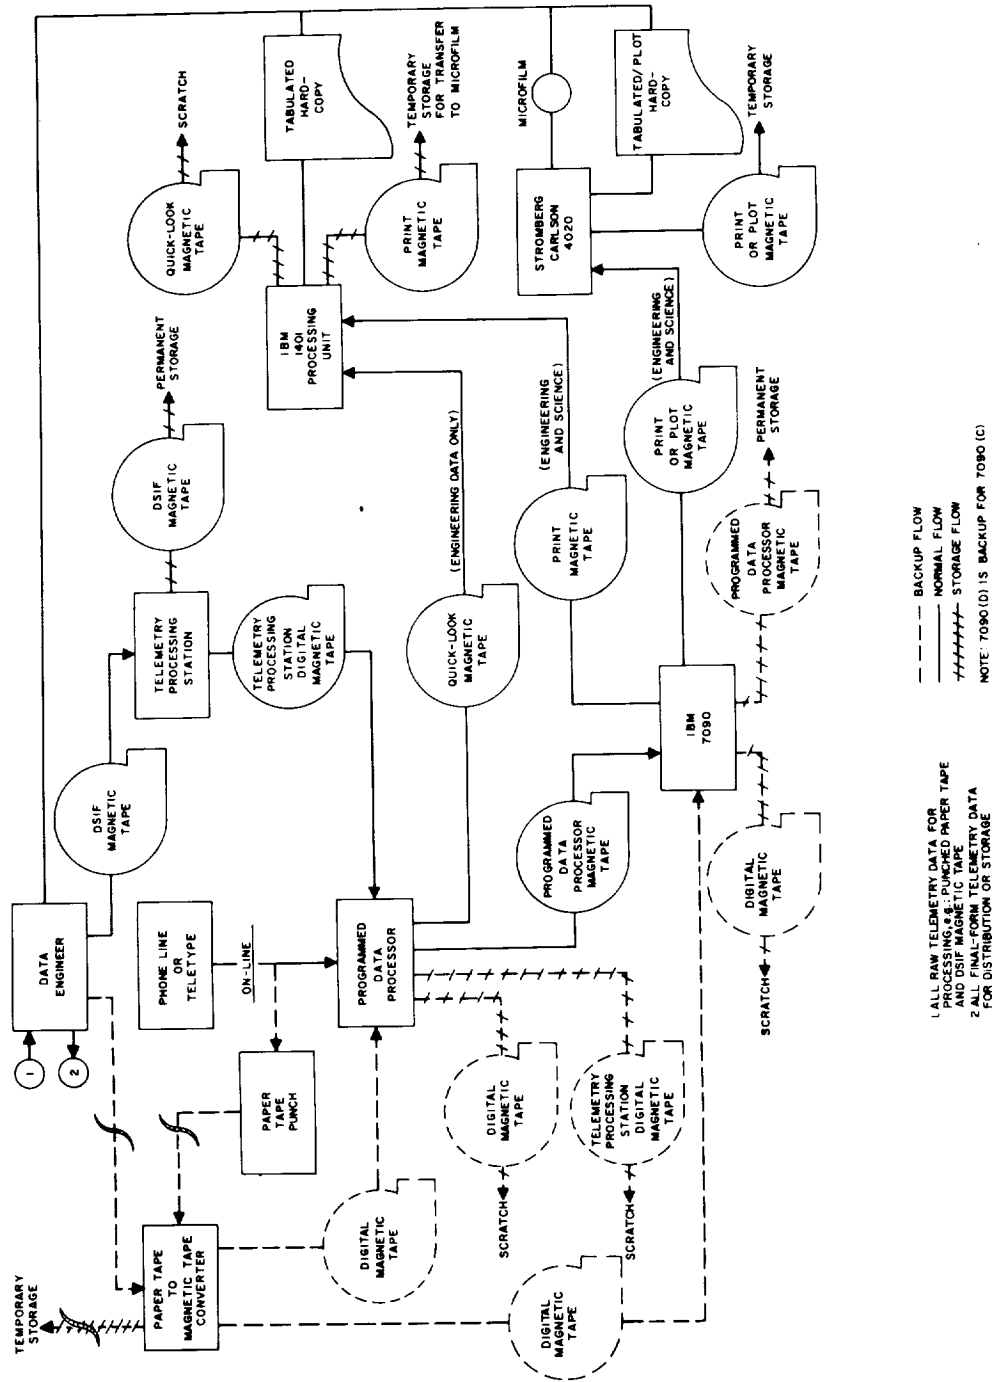 TEMPORARY
STORAGE
PAPER TAPE
TO
MAGNETIC TAPE
CONVERTER
1
2
DATA
ENGINEER
DSIF
MAGNETIC
TAPE
TELEMETRY
PROCESSING
STATION
DSIF
MAGNETIC
TAPE
PERMANENT
STORAGE
QUICK-LOOK
MAGNETIC
TAPE
SCRATCH
PHONE LINE
OR
TELETYPE
ON-LINE
PAPER
TAPE
PUNCH
TELEMETRY
PROCESSING
STATION
DIGITAL
MAGNETIC
TAPE
IBM
1401
PROCESSING
UNIT
TABULATED
HARD-
COPY
PRINT
MAGNETIC
TAPE
TEMPORARY
STORAGE
FOR TRANSFER
TO MICROFILM
DIGITAL
MAGNETIC
TAPE
PROGRAMMED
DATA
PROCESSOR
QUICK-LOOK
MAGNETIC
TAPE
(ENGINEERING DATA ONLY)
DIGITAL
MAGNETIC
TAPE
SCRATCH
TELEMETRY
PROCESSING
STATION
DIGITAL
MAGNETIC
TAPE
SCRATCH
PROGRAMMED
DATA
PROCESSOR
MAGNETIC
TAPE
PRINT
MAGNETIC
TAPE
(ENGINEERING
AND SCIENCE)
STROMBERG
CARLSON
4020
MICROFILM
TABULATED/PLOT
HARD-
COPY
DIGITAL
MAGNETIC
TAPE
IBM
7090
PRINT
OR PLOT
MAGNETIC
TAPE
(ENGINEERING
AND SCIENCE)
PRINT
OR PLOT
MAGNETIC
TAPE
TEMPORARY
STORAGE
DIGITAL
MAGNETIC
TAPE
SCRATCH
PROGRAMMED
DATA
PROCESSOR
MAGNETIC
TAPE
PERMANENT
STORAGE
1 ALL RAW TELEMETRY DATA FOR
PROCESSING, e.g.; PUNCHED PAPER TAPE
AND DSIF MAGNETIC TAPE
2 ALL FINAL-FORM TELEMETRY DATA
FOR DISTRIBUTION OR STORAGE
BACKUP FLOW
NORMAL FLOW
STORAGE FLOW
NOTE: 7090 (D) IS BACKUP FOR 7090 (C)